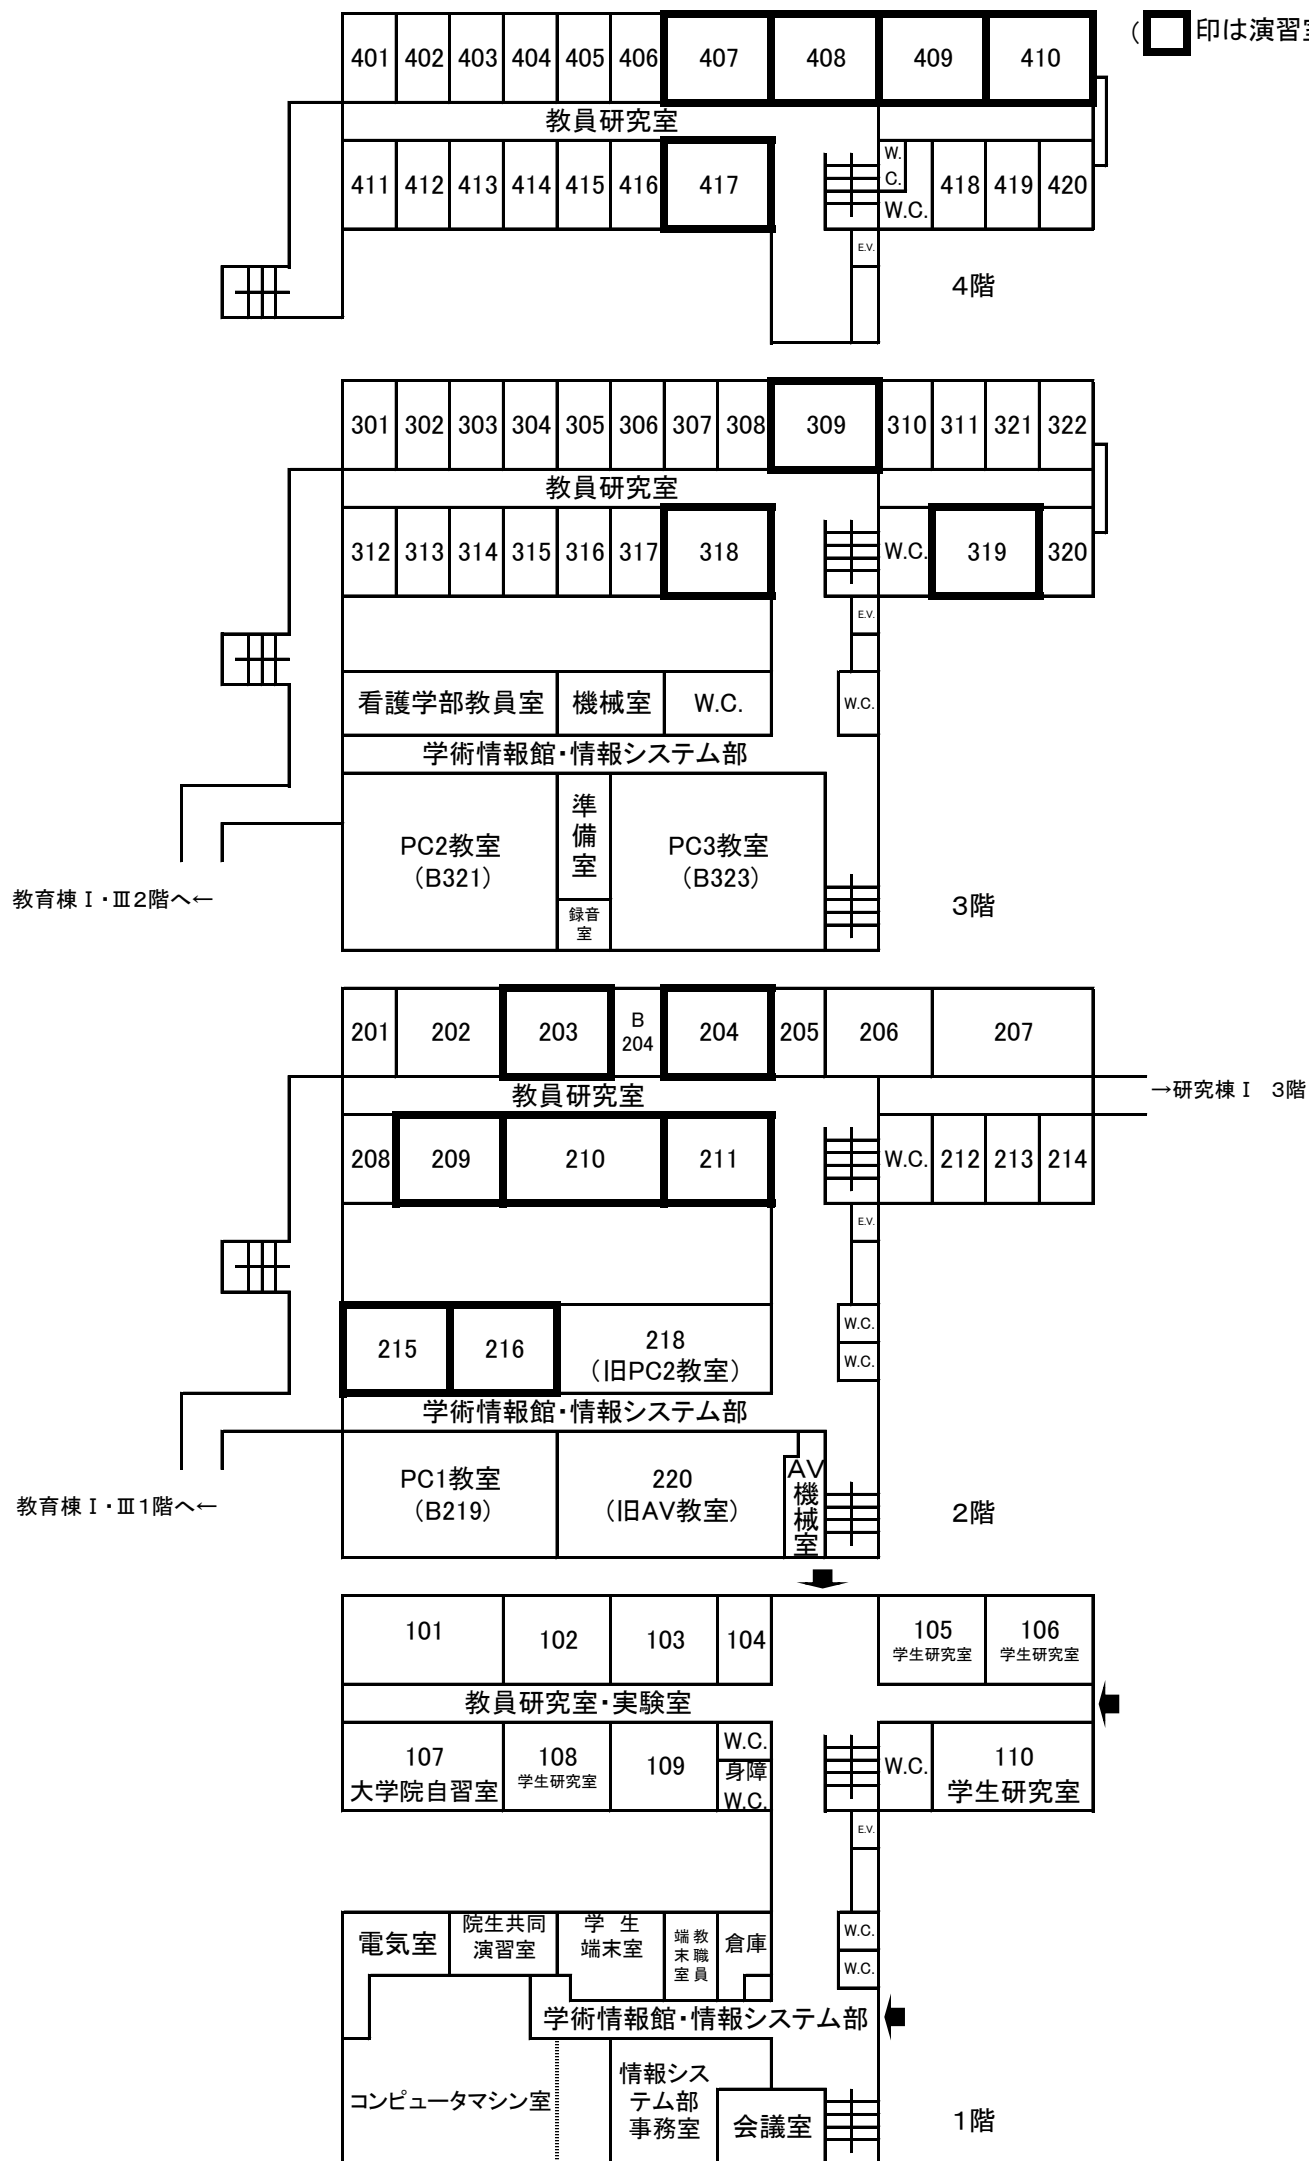 401 402 403 404 405 406 407 408 409 410
( 印は演習室
教員研究室
411 412 413 414 415 416 417
W.
C.
W.C.
418 419 420
E.V.
4階
301 302 303 304 305 306 307 308 309 310 311 321 322
教員研究室
312 313 314 315 316 317 318 W.C. 319 320
E.V.
看護学部教員室 機械室 W.C. W.C.
学術情報館・情報システム部
PC2教室
(B321)
準
備
室
録音
室
PC3教室
(B323)
教育棟Ⅰ・Ⅲ2階へ←
3階
201 202 203
B
204
204 205 206 207
教員研究室
→研究棟Ⅰ 3階
208 209 210 211 W.C. 212 213 214
E.V.
215 216
218
(旧PC2教室)
W.C.
W.C.
学術情報館・情報システム部
PC1教室
(B219)
220
(旧AV教室)
AV
機
械
室
教育棟Ⅰ・Ⅲ1階へ←
2階
101 102 103 104
105
学生研究室
106
学生研究室
教員研究室・実験室
107
大学院自習室
108
学生研究室
109
W.C.
身障
W.C.
W.C.
110
学生研究室
E.V.
電気室
院生共同
演習室
学 生
端末室
教職員
端末室
倉庫
W.C.
W.C.
学術情報館・情報システム部
コンピュータマシン室
情報シス
テム部
事務室
会議室
1階